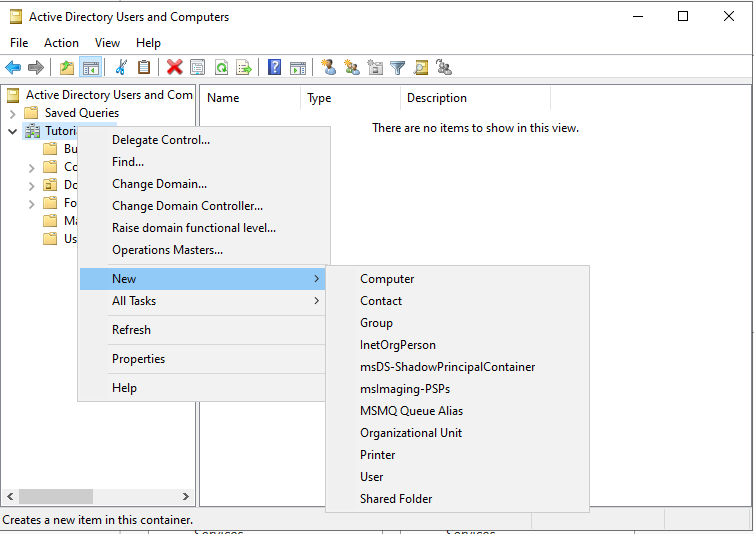 Active Directory Users and Computers
File Action View Help
Active Directory Users and Com
Name Type Description
Saved Queries
There are no items to show in this view.
Tutori
Bu
Co
Do
Fo
Ma
Us
Delegate Control...
Find...
Change Domain...
Change Domain Controller...
Raise domain functional level...
Operations Masters...
New
All Tasks
Refresh
Properties
Help
Computer
Contact
Group
InetOrgPerson
msDS-ShadowPrincipalContainer
msImaging-PSPs
MSMQ Queue Alias
Organizational Unit
Printer
User
Shared Folder
Creates a new item in this container.